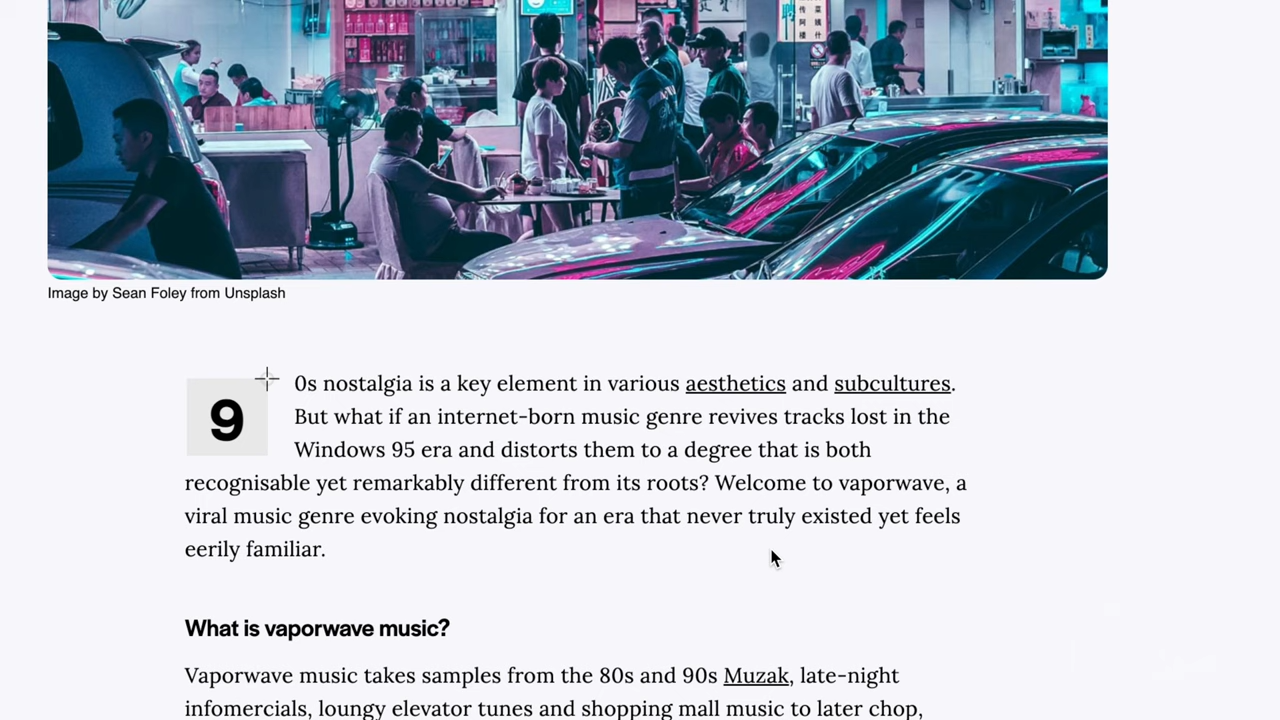 Image by Sean Foley from Unsplash
90s nostalgia is a key element in various aesthetics and subcultures.
But what if an internet-born music genre revives tracks lost in the
Windows 95 era and distorts them to a degree that is both
recognisable yet remarkably different from its roots? Welcome to vaporwave, a
viral music genre evoking nostalgia for an era that never truly existed yet feels
eerily familiar.
What is vaporwave music?
Vaporwave music takes samples from the 80s and 90s Muzak, late-night
infomercials, loungy elevator tunes and shopping mall music to later chop,